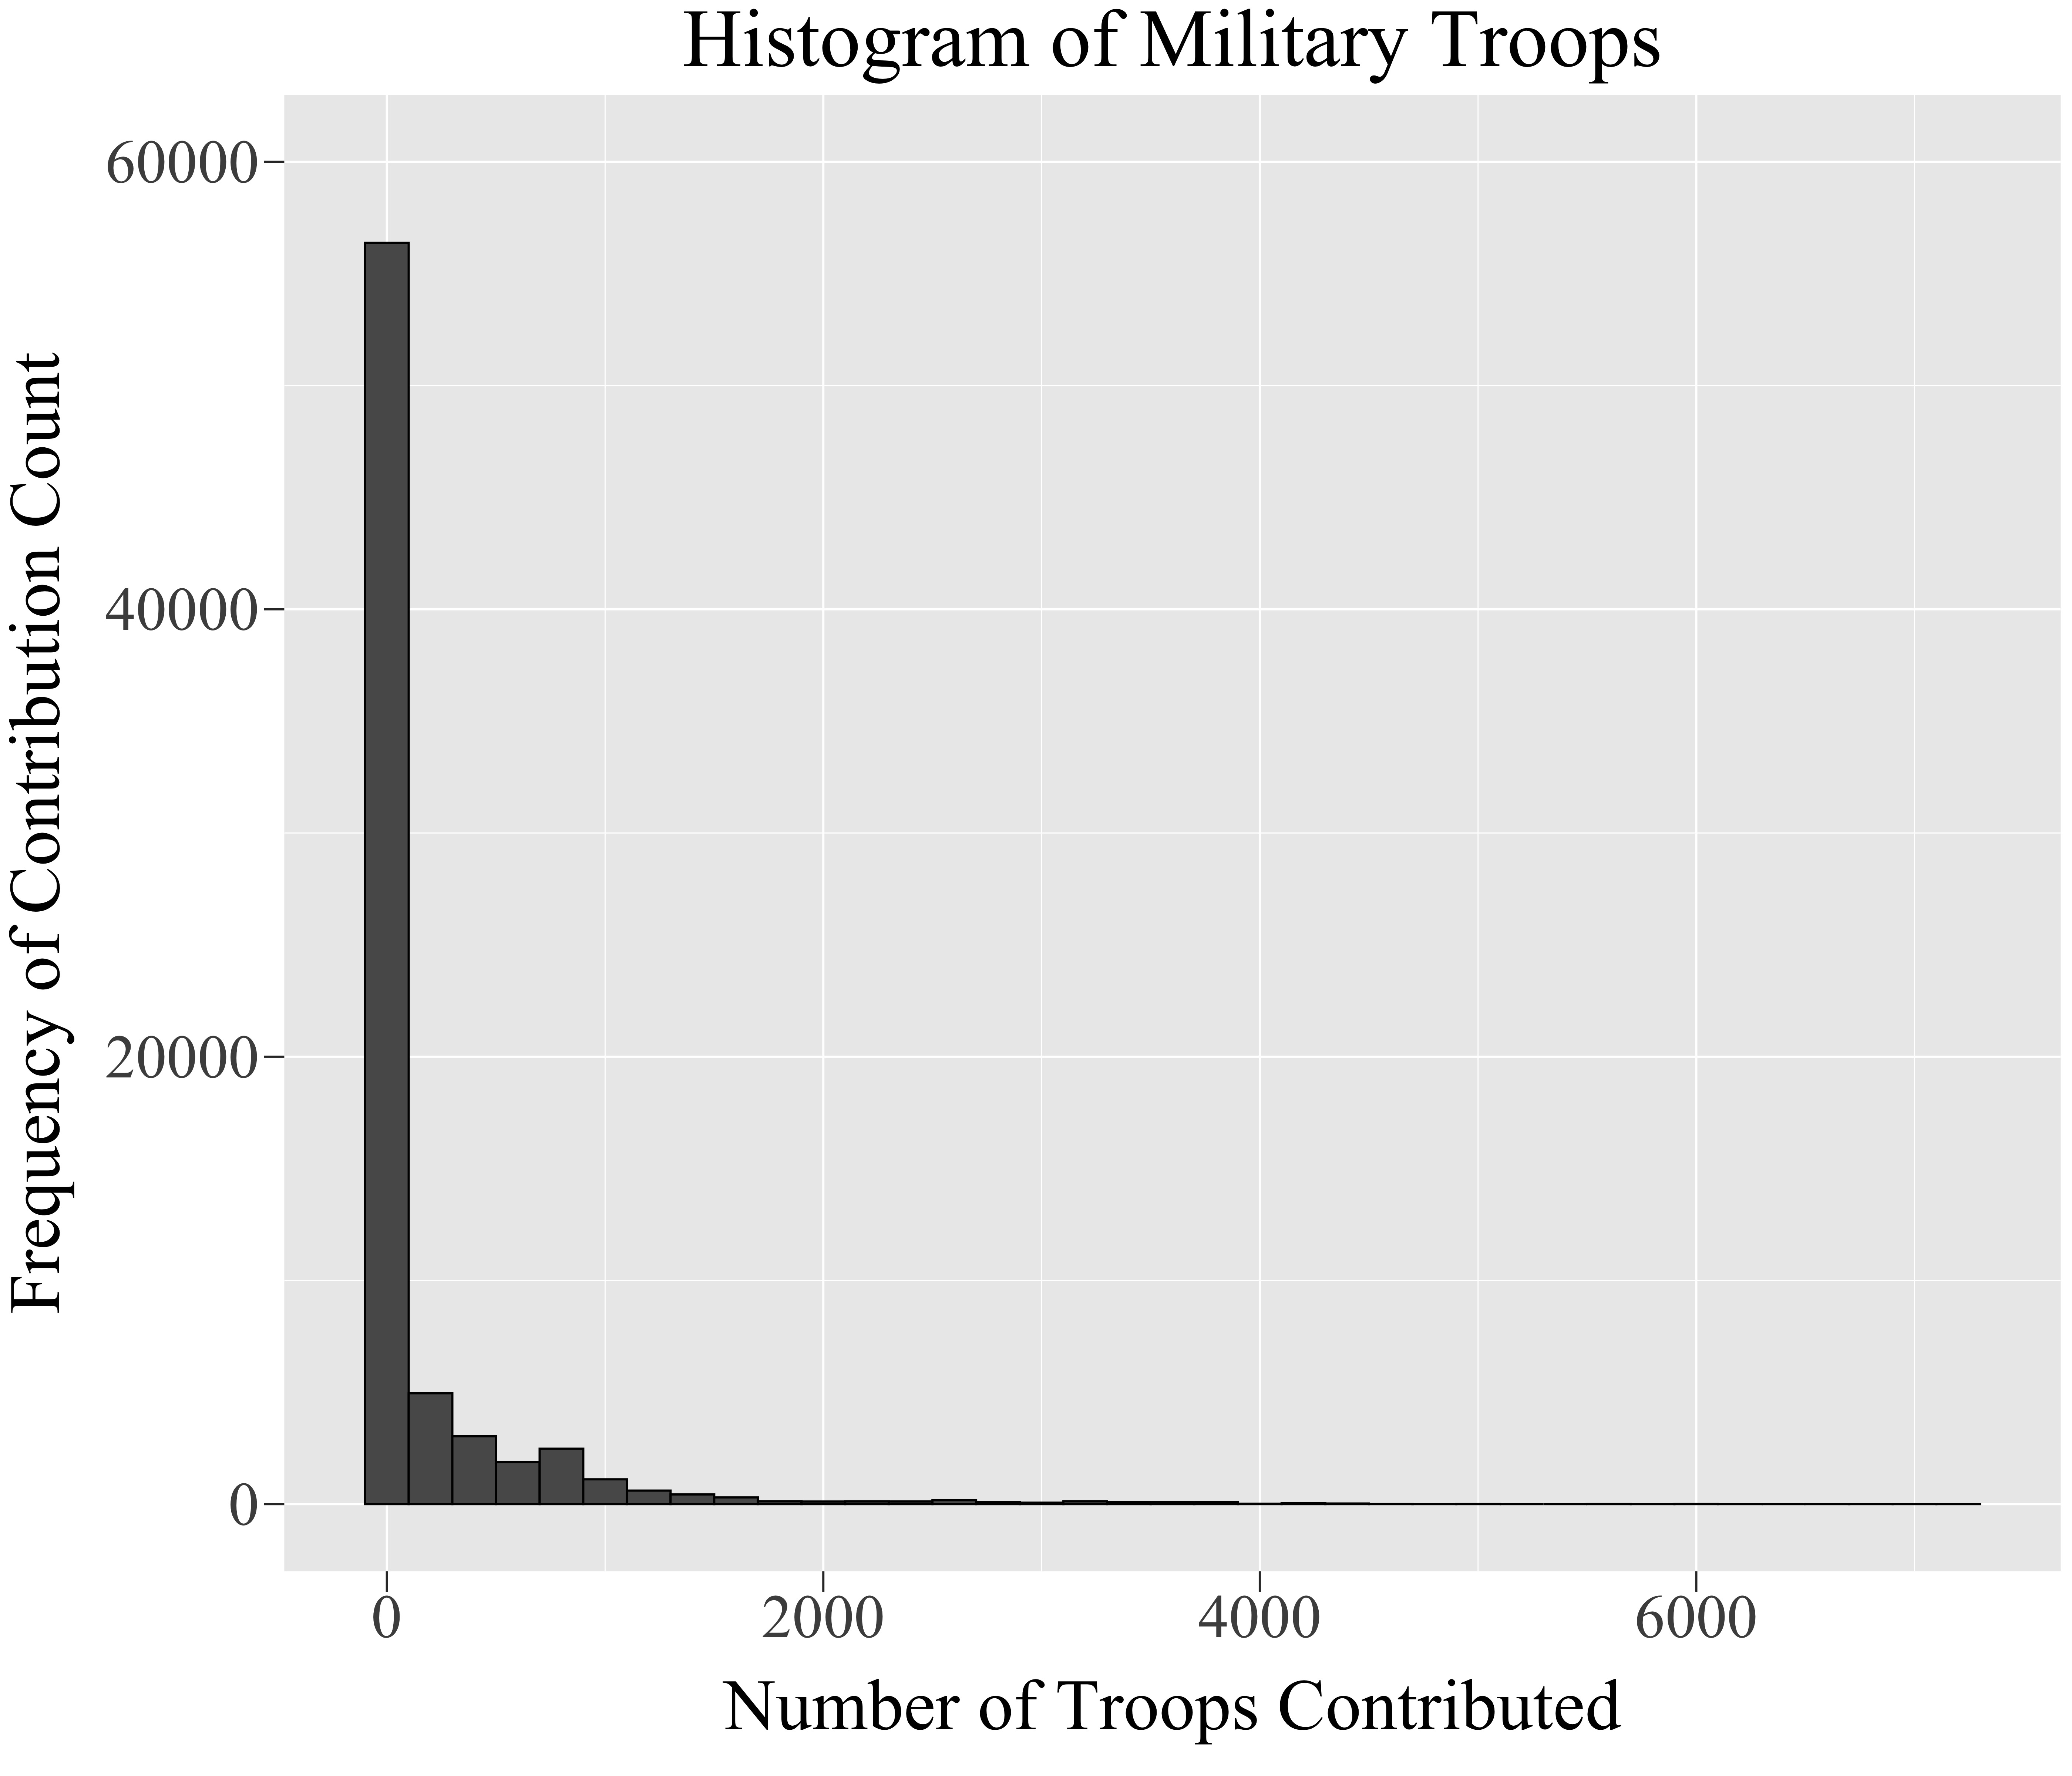 Histogram of Military Troops
Frequency of Contribution Count
60000
40000
20000
0
0 2000 4000 6000
Number of Troops Contributed